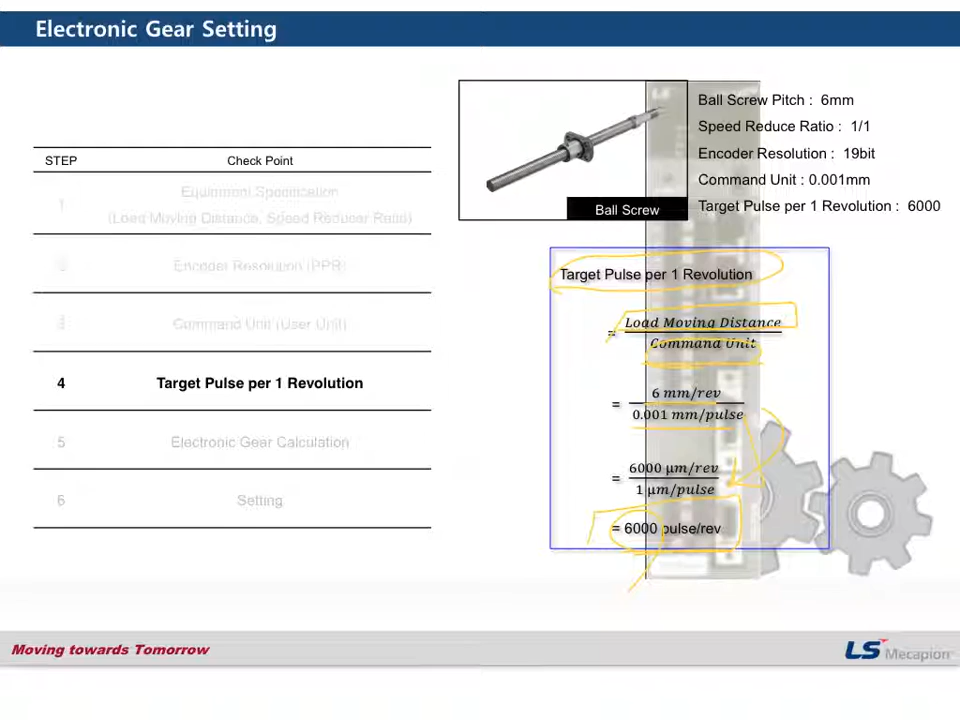 Electronic Gear Setting
STEP Check Point
1 Equipment Specification
(Load Moving Distance, Speed Reducer Ratio)
Encoder Resolution (PPR)
3 Command Unit (User Unit)
4 Target Pulse per 1 Revolution
5 Electronic Gear Calculation
6 Setting
LS
Ball Screw
Ball Screw Pitch : 6mm
Speed Reduce Ratio : 1/1
Encoder Resolution : 19bit
Command Unit : 0.001mm
Target Pulse per 1 Revolution : 6000
Target Pulse per 1 Revolution
= Load Moving Distance
Command Unit
= 6 mm/rev
0.001 mm/pulse
= 6000 μm/rev
1 μm/pulse
= 6000 pulse/rev
Moving towards Tomorrow
LS Mecapion